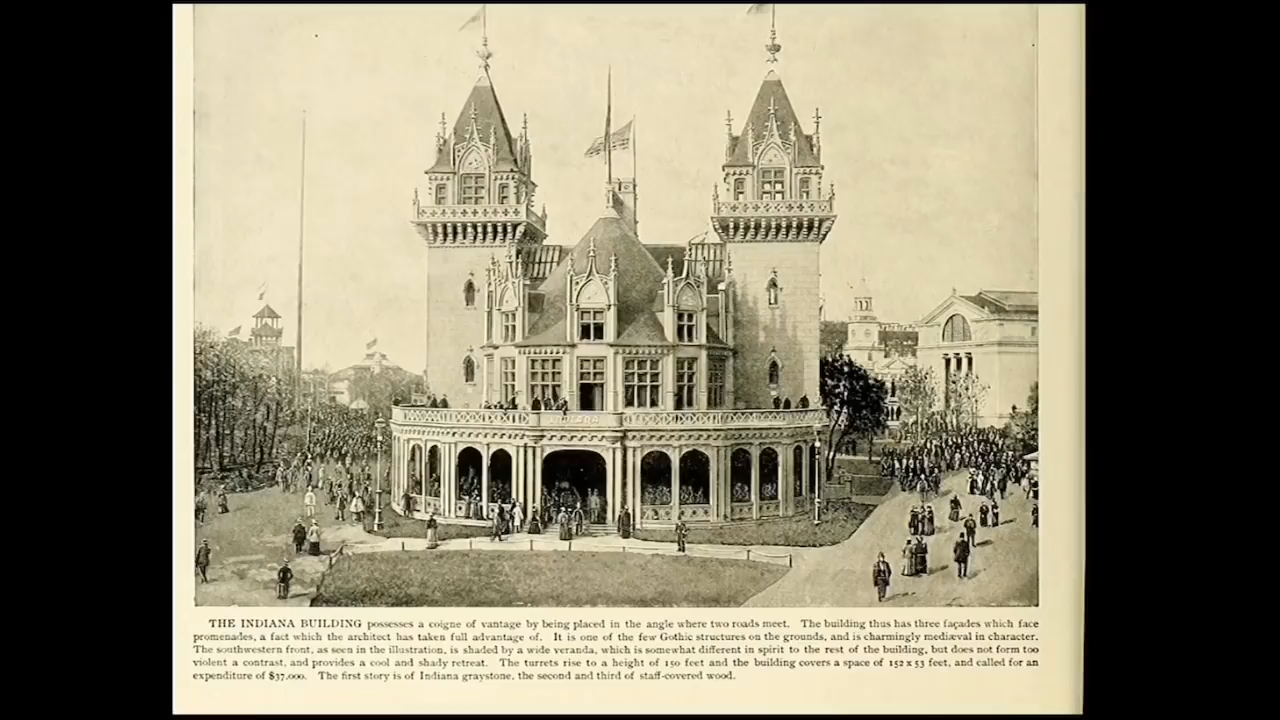 THE INDIANA BUILDING possesses a coigne of vantage by being placed in the angle where two roads meet. The building thus has three façades which face
promenades, a fact which the architect has taken full advantage of. It is one of the few Gothic structures on the grounds, and is charmingly mediæval in character.
The southwestern front, as seen in the illustration, is shaded by a wide veranda, which is somewhat different in spirit to the rest of the building, but does not form too
violent a contrast, and provides a cool and shady retreat. The turrets rise to a height of 150 feet and the building covers a space of 152 x 53 feet, and called for an
expenditure of $37,000. The first story is of Indiana graystone, the second and third of staff-covered wood.